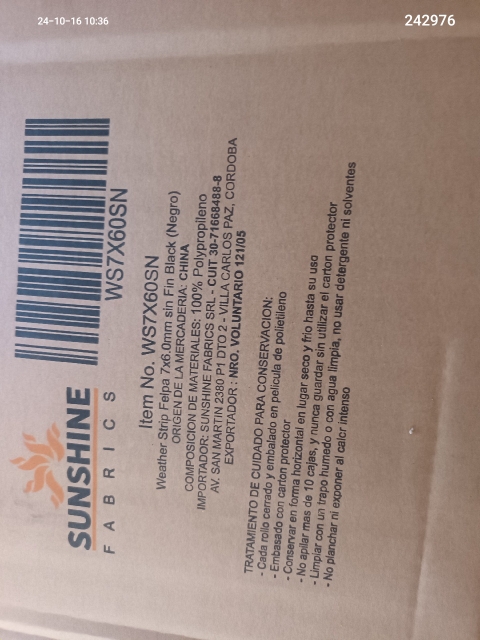 24-10-16 10:36
242976
SUNSHINE
FABRICS
WS7X60SN
Item No. WS7X60SN
Weather Strip Felpa 7x6.0mm sin Fin Black (Negro)
ORIGEN DE LA MERCADERIA: CHINA
COMPOSICION DE MATERIALES: 100% Polypropileno
IMPORTADOR: SUNSHINE FABRICS SRL - CUIT 30-71668488-8
AV. SAN MARTIN 2380 P1 DTO 2 - VILLA CARLOS PAZ, CORDOBA
EXPORTADOR : NRO. VOLUNTARIO 121/05
TRATAMIENTO DE CUIDADO PARA CONSERVACION:
- Cada rollo cerrado y embalado en pelicula de polietileno
- Embasado con carton protector
- Conservar en forma horizontal en lugar seco y frio hasta su uso
- No apilar mas de 10 cajas, y nunca guardar sin utilizar el carton protector
- Limpiar con un trapo humedo o con agua limpia, no usar detergente ni solventes
- No planchar ni exponer al calor intenso